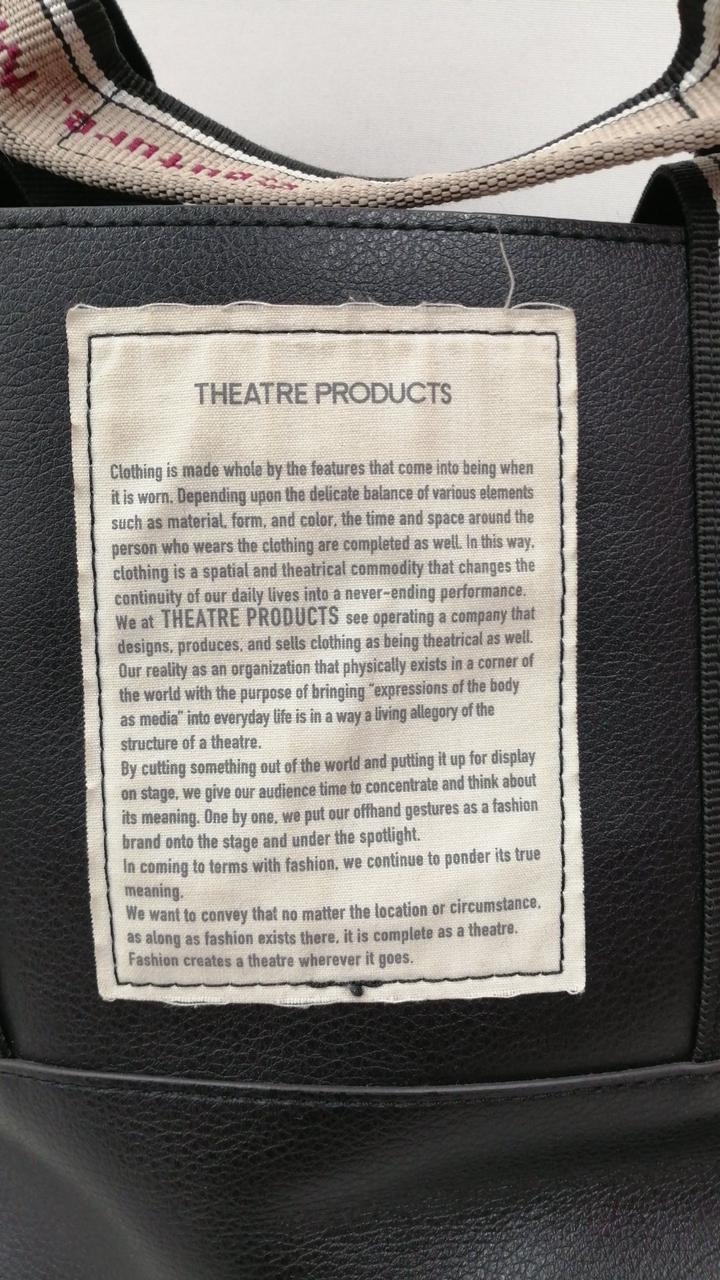 THEATRE PRODUCTS
Clothing is made whole by the features that come into being when
it is worn. Depending upon the delicate balance of various elements
such as material, form, and color, the time and space around the
person who wears the clothing are completed as well. In this way,
clothing is a spatial and theatrical commodity that changes the
continuity of our daily lives into a never-ending performance.
We at THEATRE PRODUCTS see operating a company that
designs, produces, and sells clothing as being theatrical as well.
Our reality as an organization that physically exists in a corner of
the world with the purpose of bringing "expressions of the body
as media" into everyday life is in a way a living allegory of the
structure of a theatre.
By cutting something out of the world and putting it up for display
on stage, we give our audience time to concentrate and think about
its meaning. One by one, we put our offhand gestures as a fashion
brand onto the stage and under the spotlight.
In coming to terms with fashion, we continue to ponder its true
meaning.
We want to convey that no matter the location or circumstance,
as along as fashion exists there, it is complete as a theatre.
Fashion creates a theatre wherever it goes.